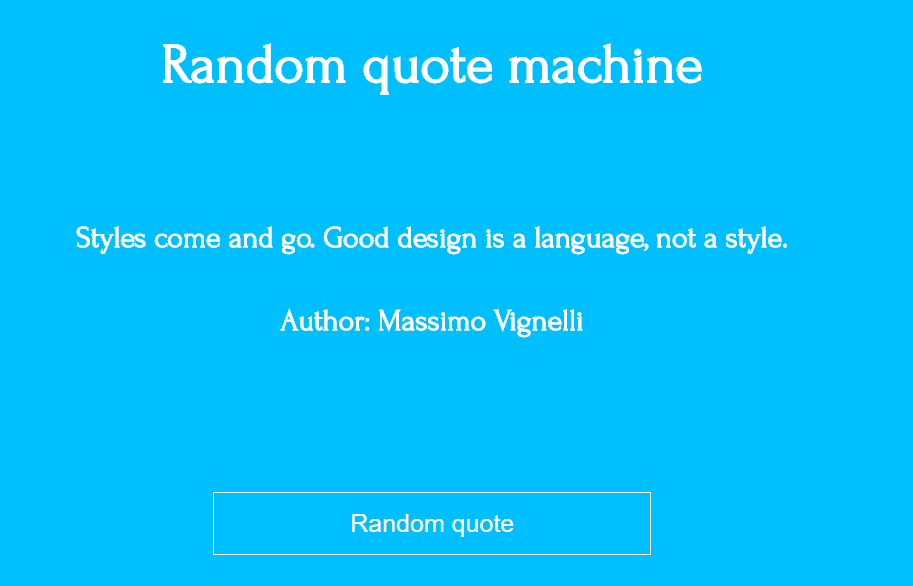 Random quote machine
Styles come and go. Good design is a language, not a style.
Author: Massimo Vignelli
Random quote